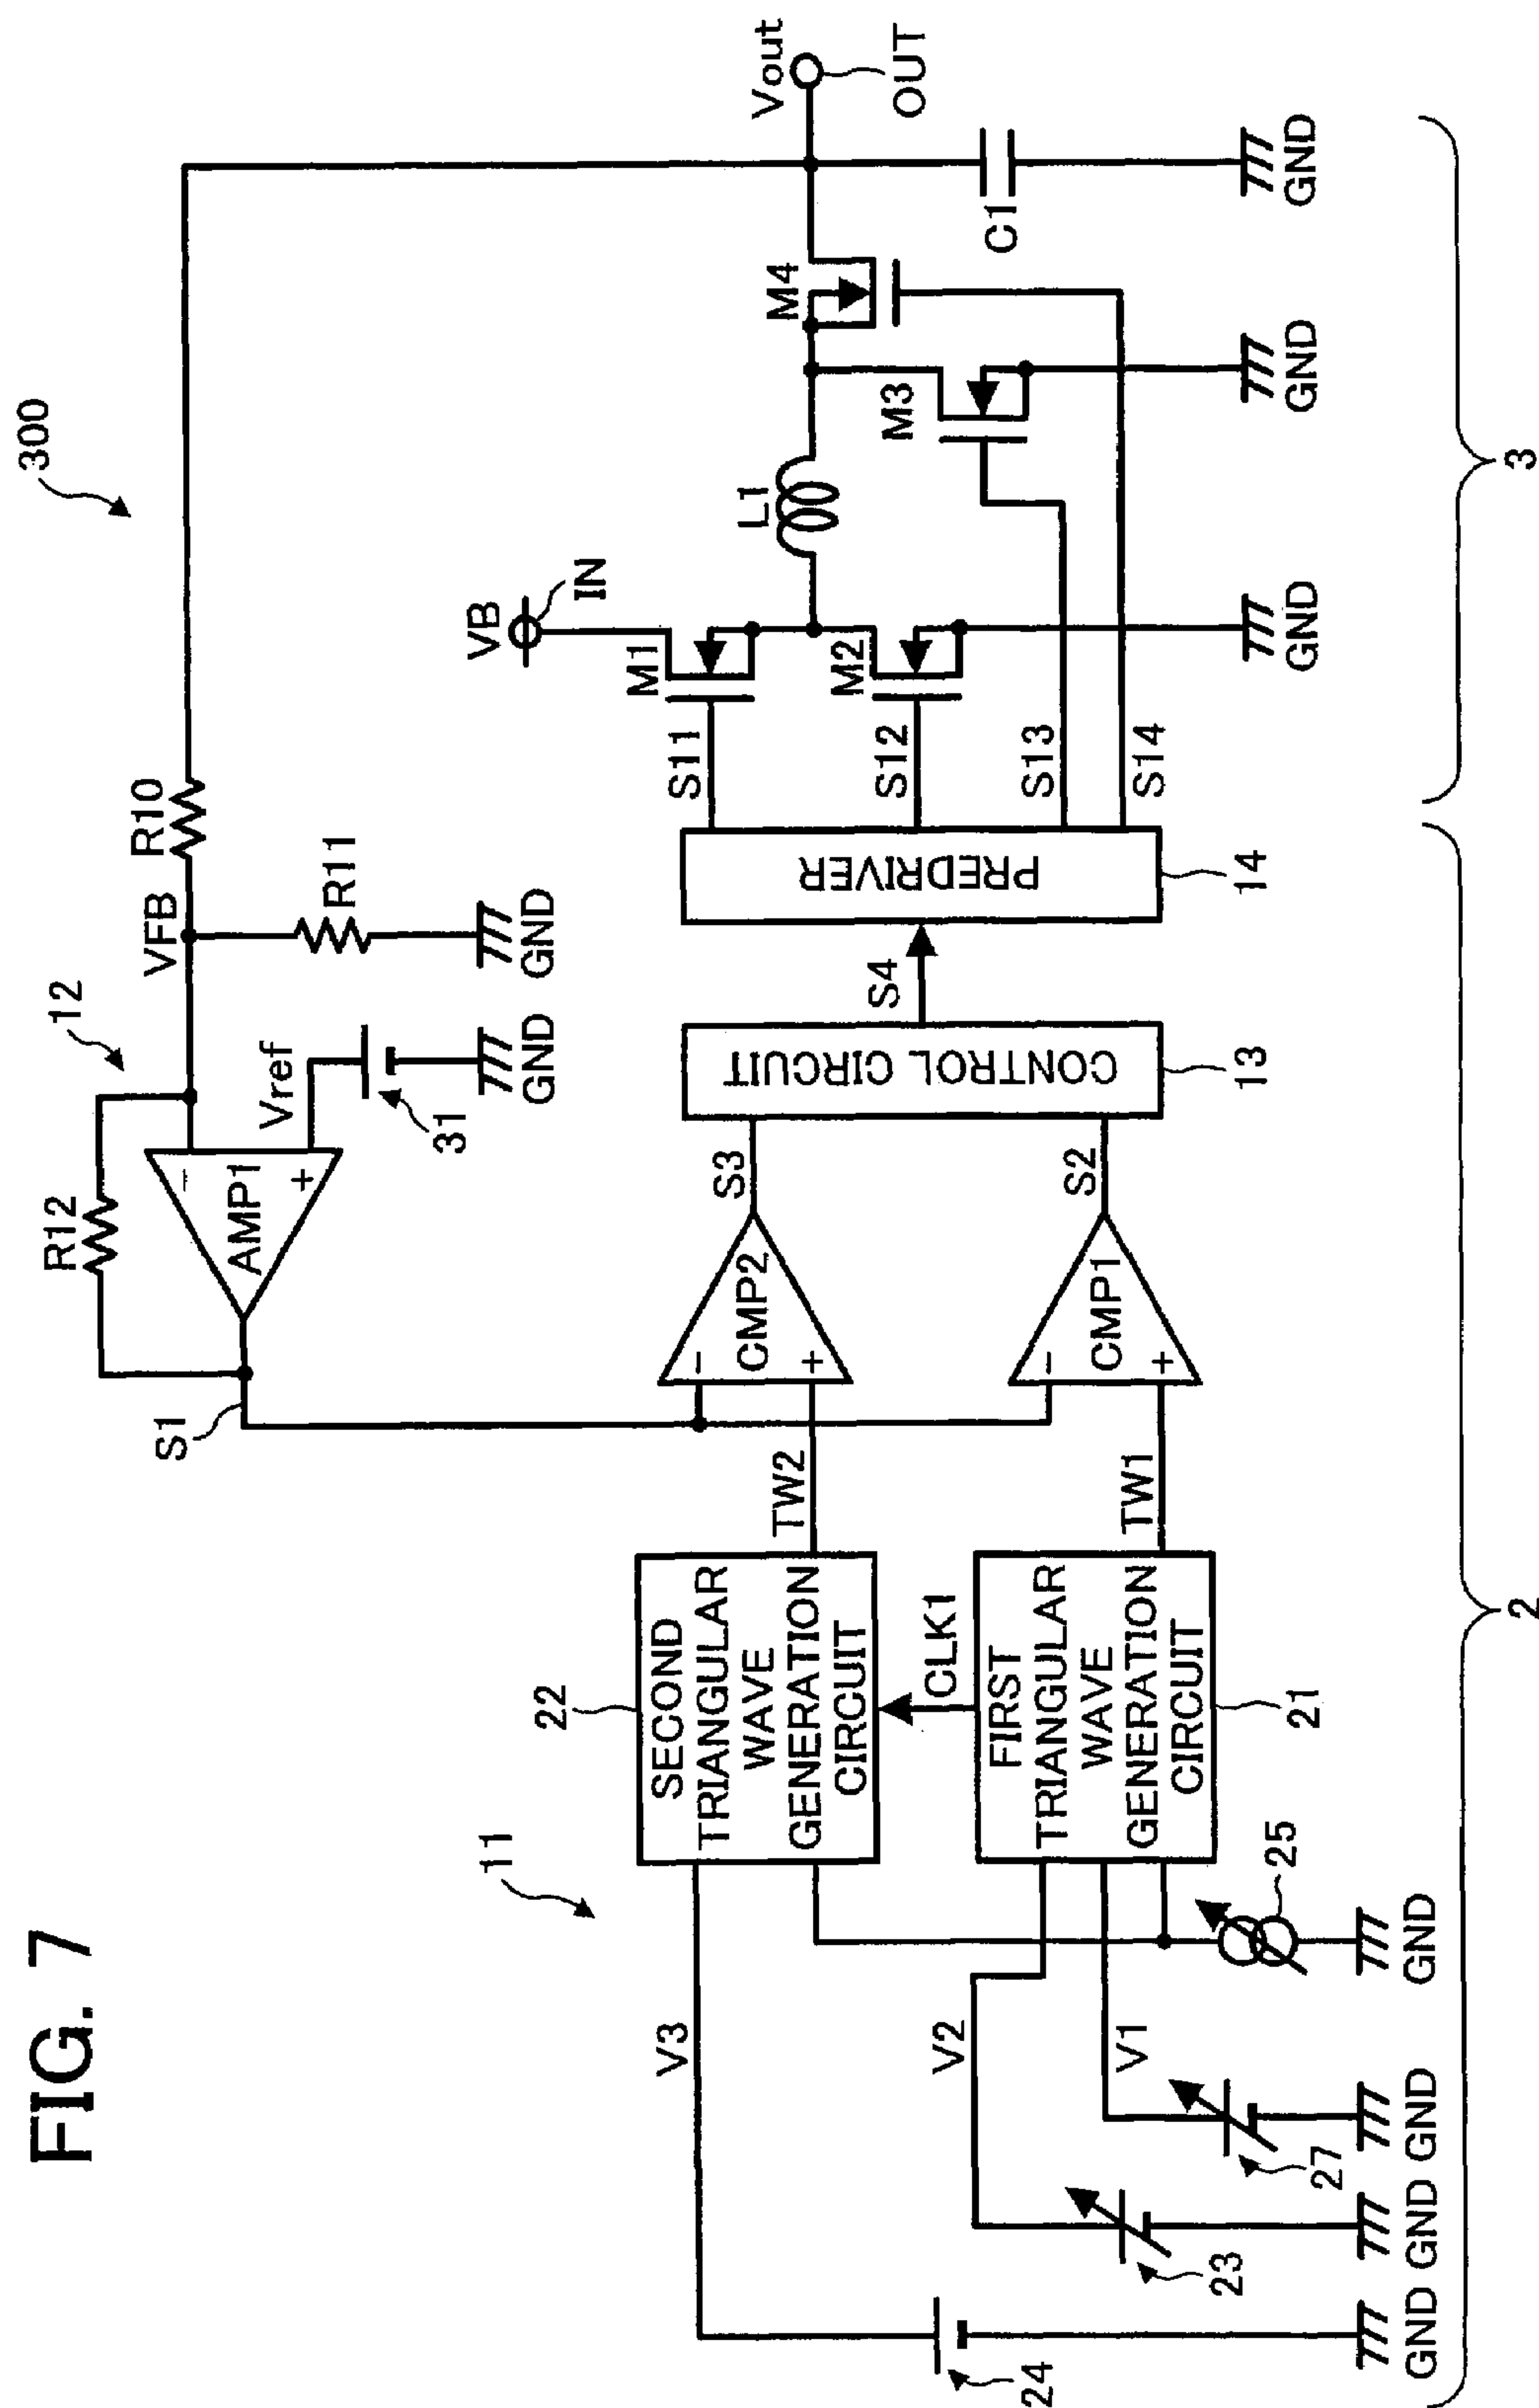 FIG. 7
300
12
R12
R10
VFB
R11
AMP1
−
+
Vref
31
GND
GND
S1
VB
IN
Vout
OUT
L1
M1
M2
M3
M4
C1
GND
GND
GND
S11
S12
S13
S14
PREDRIVER
14
S4
CONTROL CIRCUIT
13
S3
S2
CMP2
−
+
CMP1
−
+
TW2
TW1
11
22
SECOND
TRIANGULAR
WAVE
GENERATION
CIRCUIT
CLK1
FIRST
TRIANGULAR
WAVE
GENERATION
CIRCUIT
21
V3
V2
V1
24
23
27
25
GND
GND
GND
GND
2
3